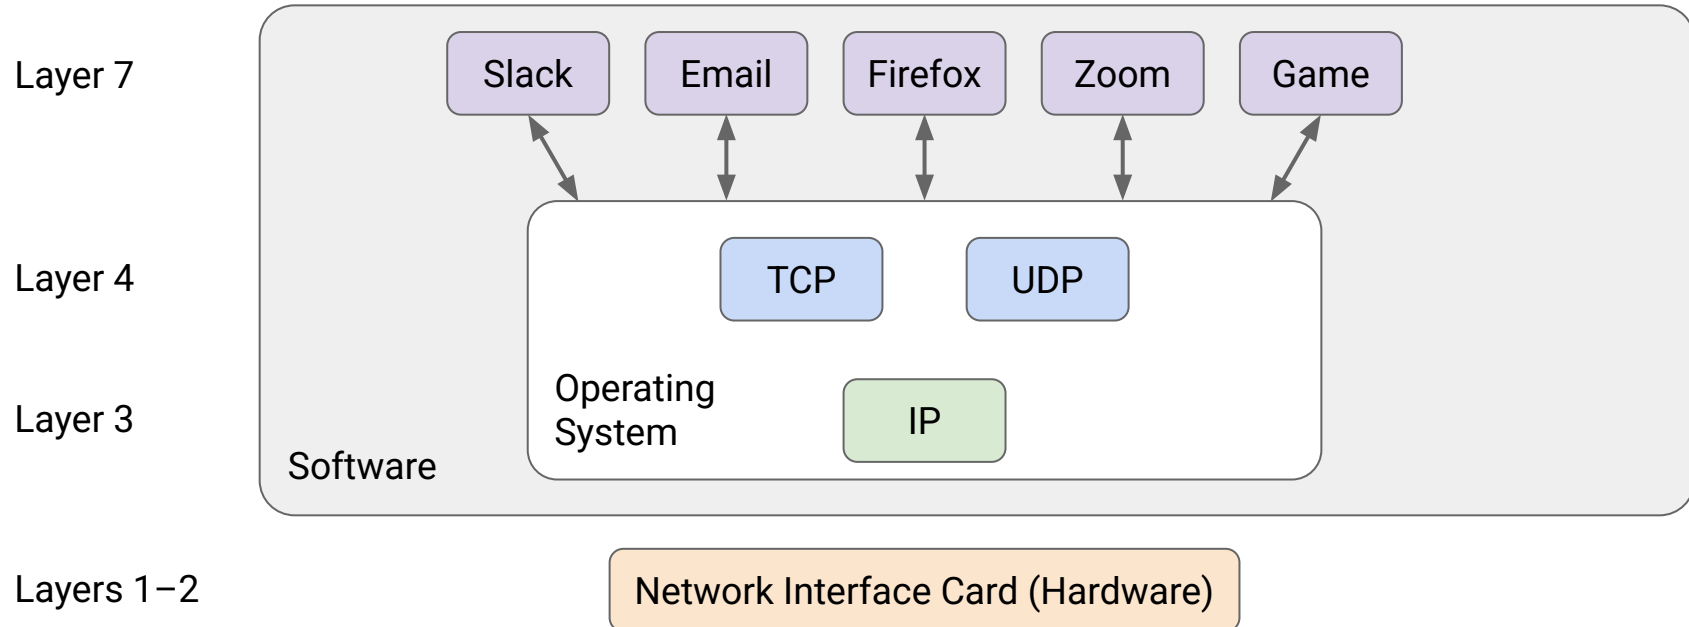 Layer 7
Slack
Email
Firefox
Zoom
Game
Layer 4
TCP
UDP
Layer 3
Operating
System
IP
Software
Layers 1–2
Network Interface Card (Hardware)